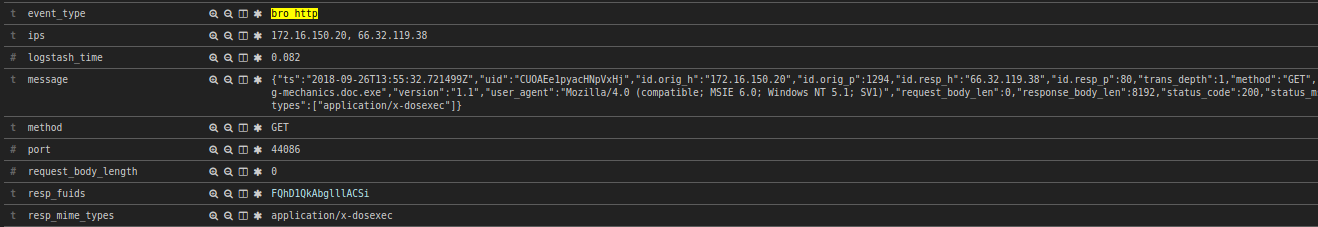 t event_type bro_http
t ips 172.16.150.20, 66.32.119.38
# logstash_time 0.082
t message {"ts":"2018-09-26T13:55:32.721499Z","uid":"CUOAEe1pyacHNpVxHj","id.orig_h":"172.16.150.20","id.orig_p":1294,"id.resp_h":"66.32.119.38","id.resp_p":80,"trans_depth":1,"method":"GET",
g-mechanics.doc.exe","version":"1.1","user_agent":"Mozilla/4.0 (compatible; MSIE 6.0; Windows NT 5.1; SV1)","request_body_len":0,"response_body_len":8192,"status_code":200,"status_m
types":["application/x-dosexec"]}
t method GET
# port 44086
# request_body_length 0
t resp_fuids FQhD1QkAbglllACSi
t resp_mime_types application/x-dosexec